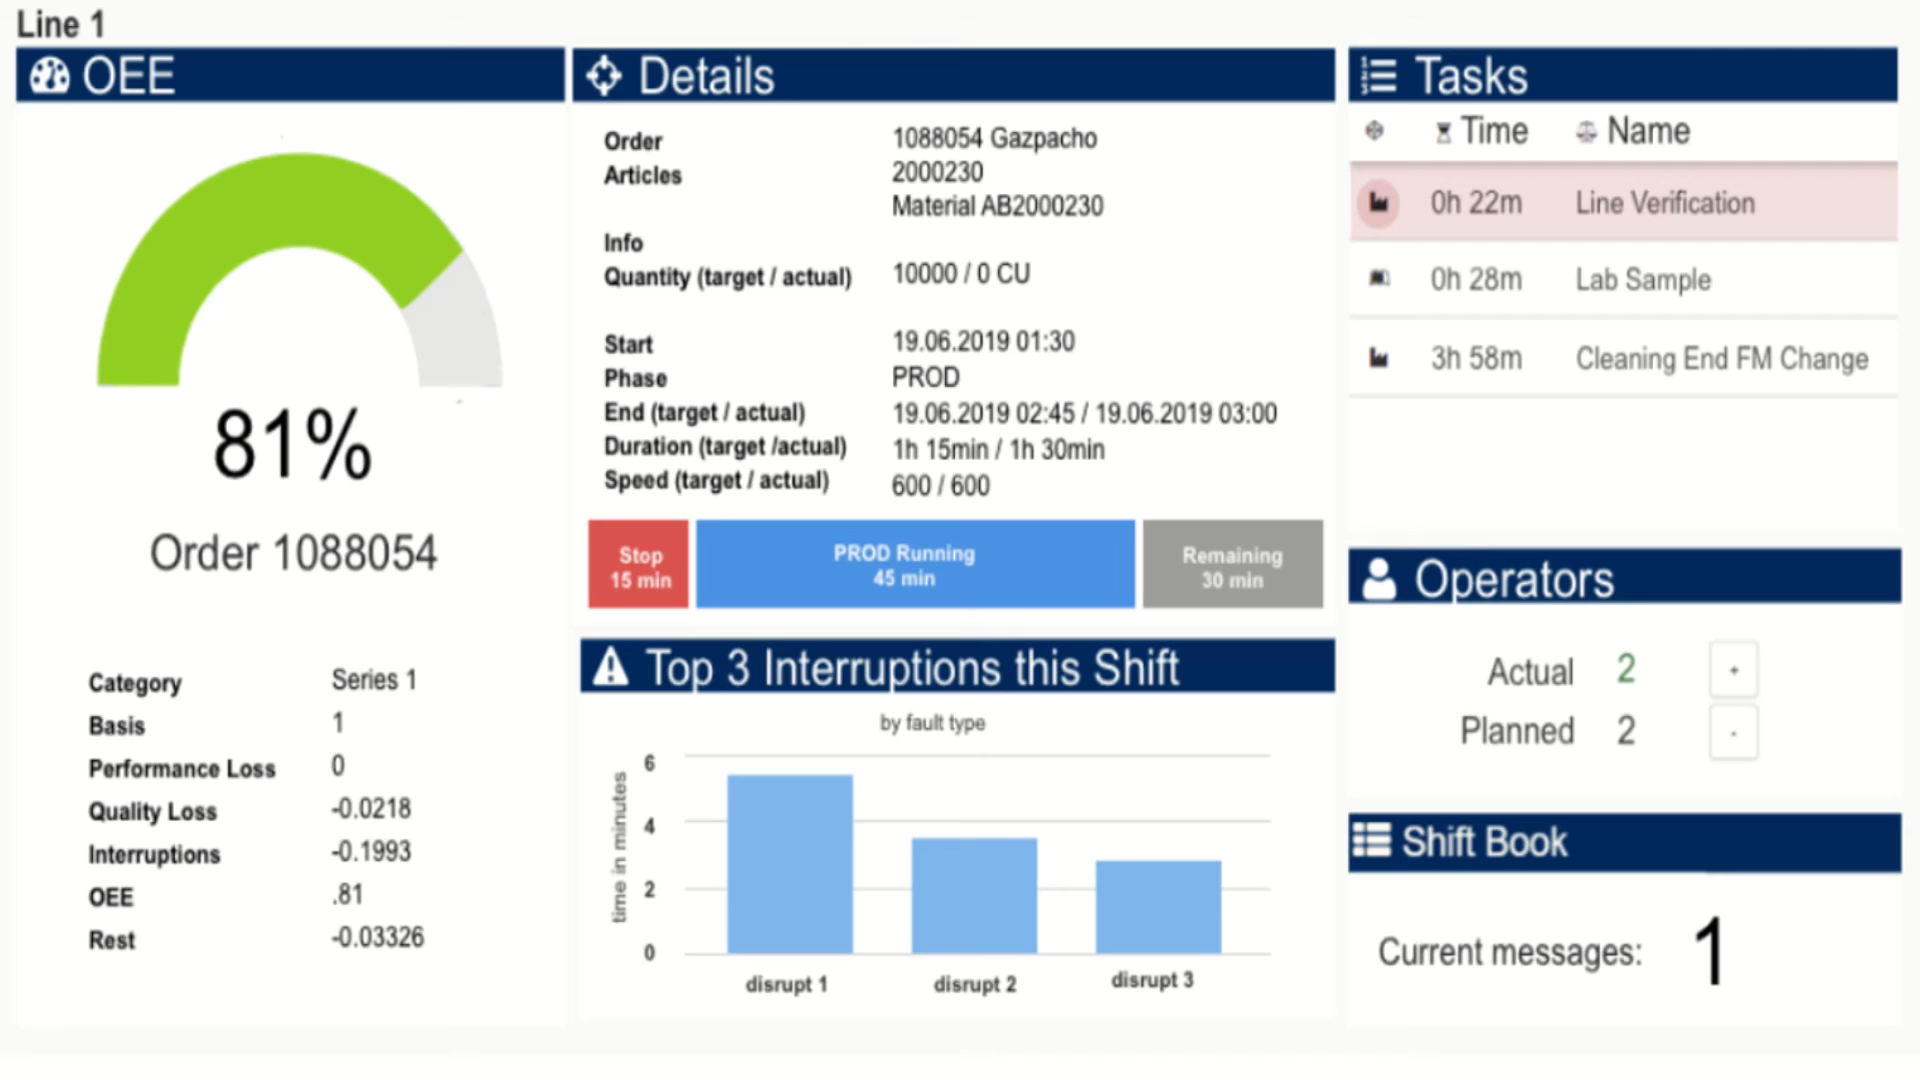 Line 1
OEE
81%
Order 1088054
Category Series 1
Basis 1
Performance Loss 0
Quality Loss -0.0218
Interruptions -0.1993
OEE .81
Rest -0.03326
Details
Order 1088054 Gazpacho
Articles 2000230
Material AB2000230
Info
Quantity (target / actual) 10000 / 0 CU
Start 19.06.2019 01:30
Phase PROD
End (target / actual) 19.06.2019 02:45 / 19.06.2019 03:00
Duration (target /actual) 1h 15min / 1h 30min
Speed (target / actual) 600 / 600
Stop
15 min
PROD Running
45 min
Remaining
30 min
Top 3 Interruptions this Shift
by fault type
time in minutes
6
4
2
0
disrupt 1 disrupt 2 disrupt 3
Tasks
Time Name
0h 22m Line Verification
0h 28m Lab Sample
3h 58m Cleaning End FM Change
Operators
Actual 2 +
Planned 2 -
Shift Book
Current messages: 1